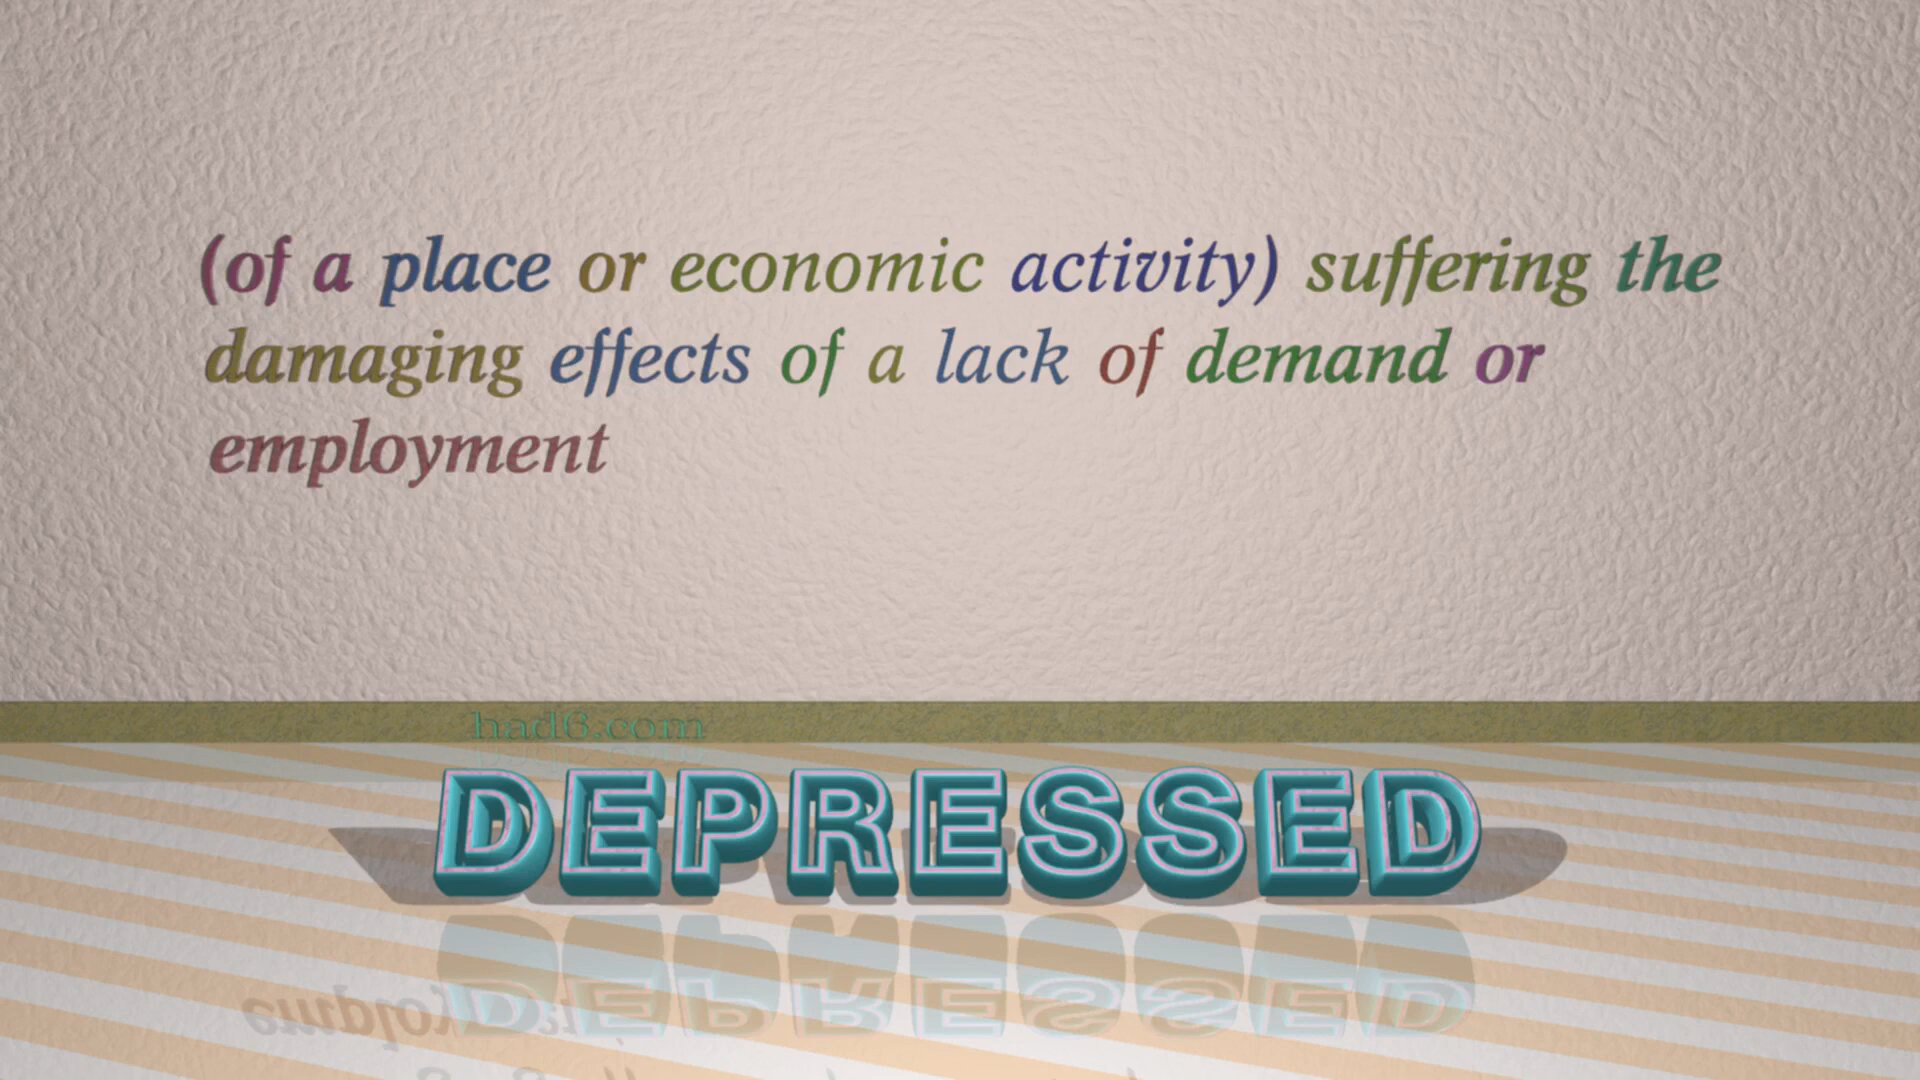 (of a place or economic activity) suffering the
damaging effects of a lack of demand or
employment
had6.com
DEPRESSED